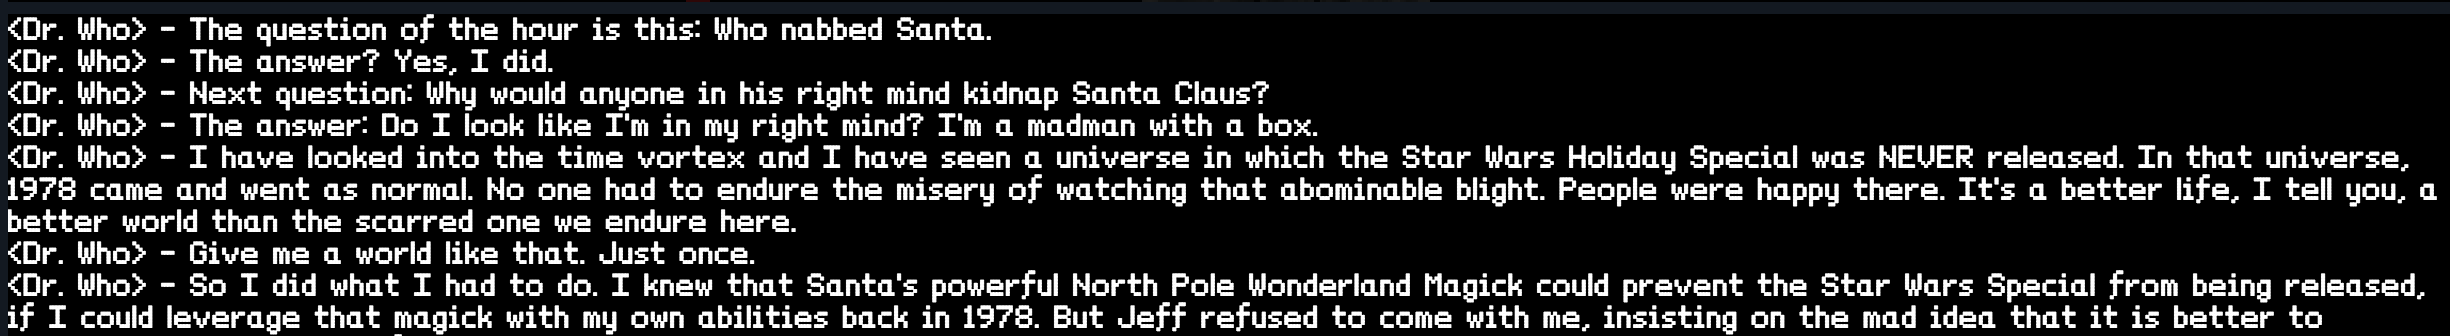 <Dr. Who> - The question of the hour is this: Who nabbed Santa.
<Dr. Who> - The answer? Yes, I did.
<Dr. Who> - Next question: Why would anyone in his right mind kidnap Santa Claus?
<Dr. Who> - The answer: Do I look like I'm in my right mind? I'm a madman with a box.
<Dr. Who> - I have looked into the time vortex and I have seen a universe in which the Star Wars Holiday Special was NEVER released. In that universe,
1978 came and went as normal. No one had to endure the misery of watching that abominable blight. People were happy there. It's a better life, I tell you, a
better world than the scarred one we endure here.
<Dr. Who> - Give me a world like that. Just once.
<Dr. Who> - So I did what I had to do. I knew that Santa's powerful North Pole Wonderland Magick could prevent the Star Wars Special from being released,
if I could leverage that magick with my own abilities back in 1978. But Jeff refused to come with me, insisting on the mad idea that it is better to